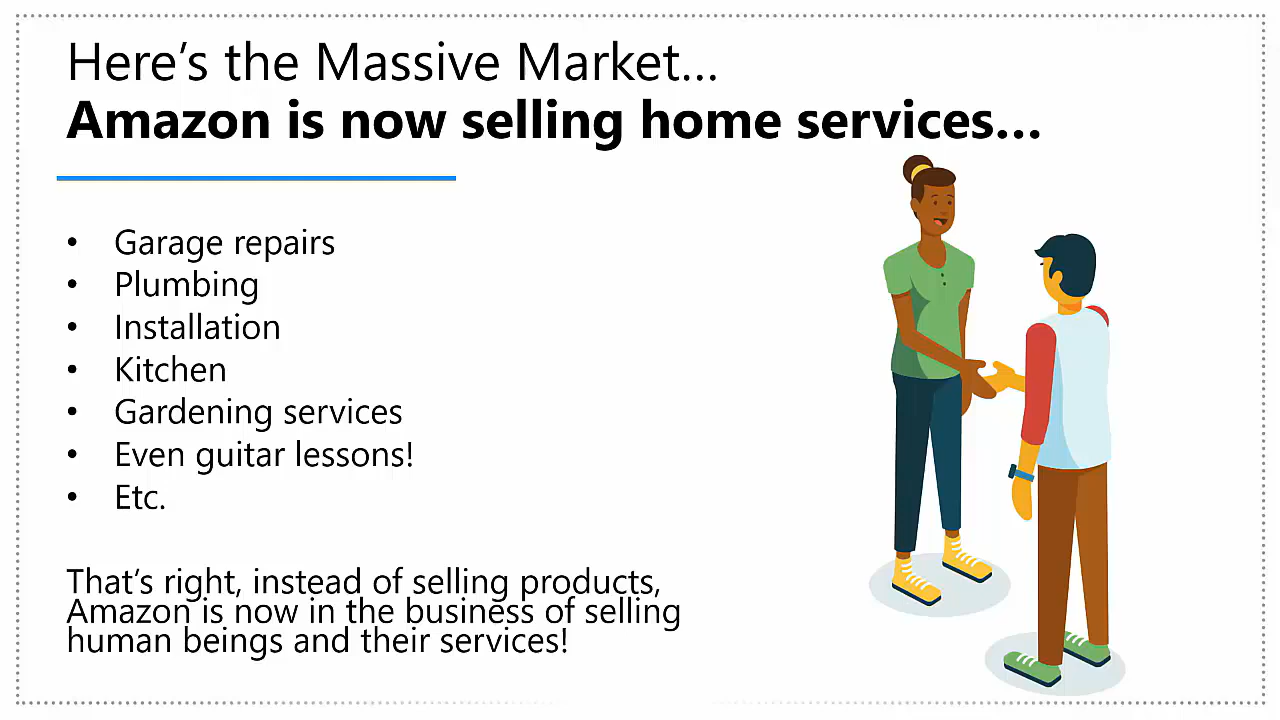 Here’s the Massive Market...
Amazon is now selling home services...
• Garage repairs
• Plumbing
• Installation
• Kitchen
• Gardening services
• Even guitar lessons!
• Etc.
That’s right, instead of selling products,
Amazon is now in the business of selling
human beings and their services!